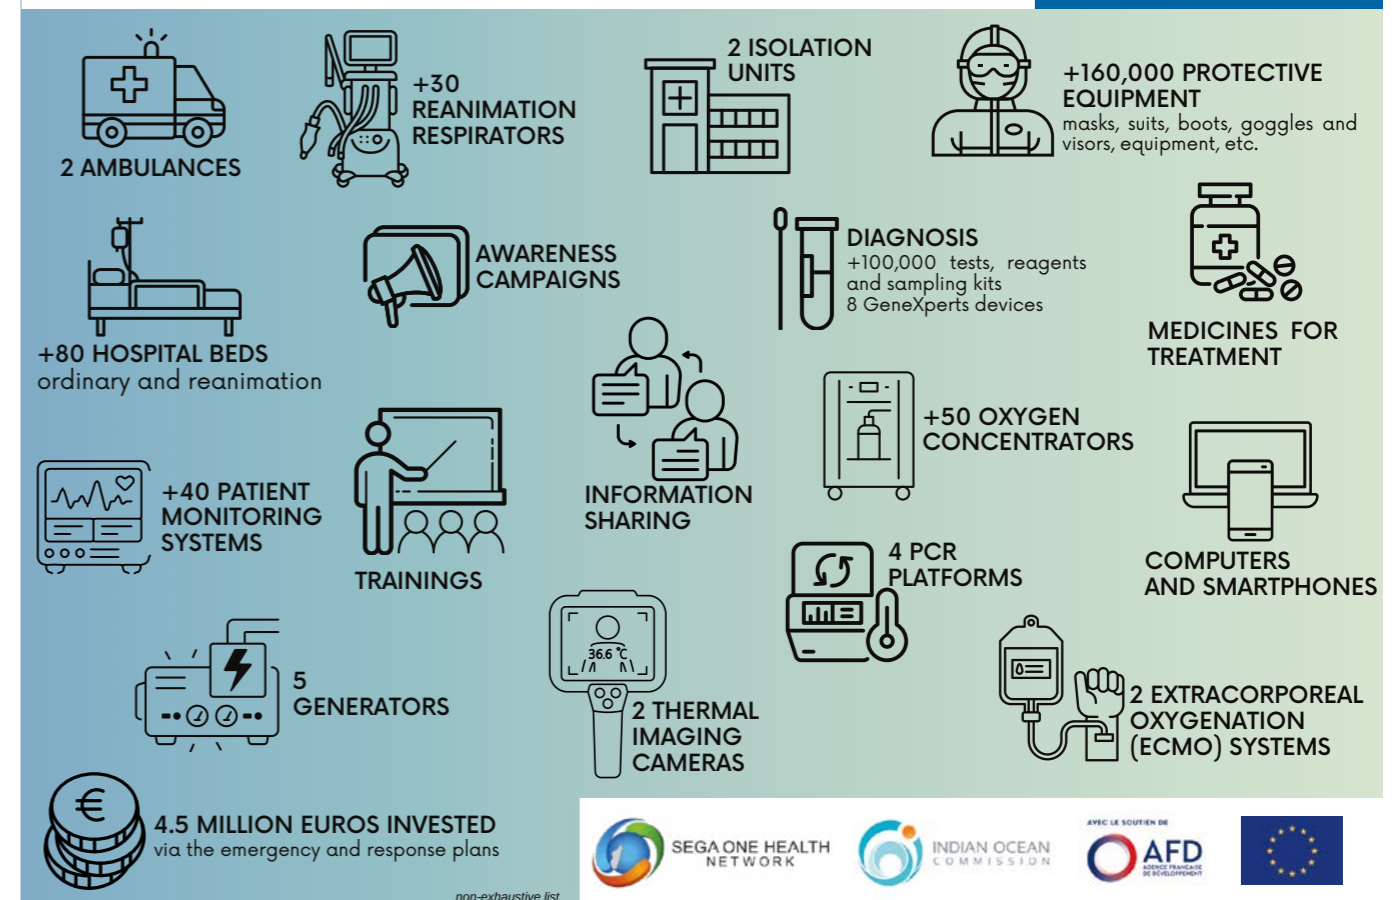 2 AMBULANCES
+30
REANIMATION
RESPIRATORS
2 ISOLATION
UNITS
+160,000 PROTECTIVE
EQUIPMENT
masks, suits, boots, goggles and
visors, equipment, etc.
+80 HOSPITAL BEDS
ordinary and reanimation
AWARENESS
CAMPAIGNS
DIAGNOSIS
+100,000 tests, reagents
and sampling kits
8 GeneXperts devices
MEDICINES FOR
TREATMENT
+40 PATIENT
MONITORING
SYSTEMS
TRAININGS
INFORMATION
SHARING
+50 OXYGEN
CONCENTRATORS
COMPUTERS
AND SMARTPHONES
4 PCR
PLATFORMS
5
GENERATORS
36.6 °C
2 THERMAL
IMAGING
CAMERAS
2 EXTRACORPOREAL
OXYGENATION
(ECMO) SYSTEMS
€
4.5 MILLION EUROS INVESTED
via the emergency and response plans
non-exhaustive list
SEGA ONE HEALTH
NETWORK
INDIAN OCEAN
COMMISSION
AVEC LE SOUTIEN DE
AFD
AGENCE FRANÇAISE
DE DÉVELOPPEMENT